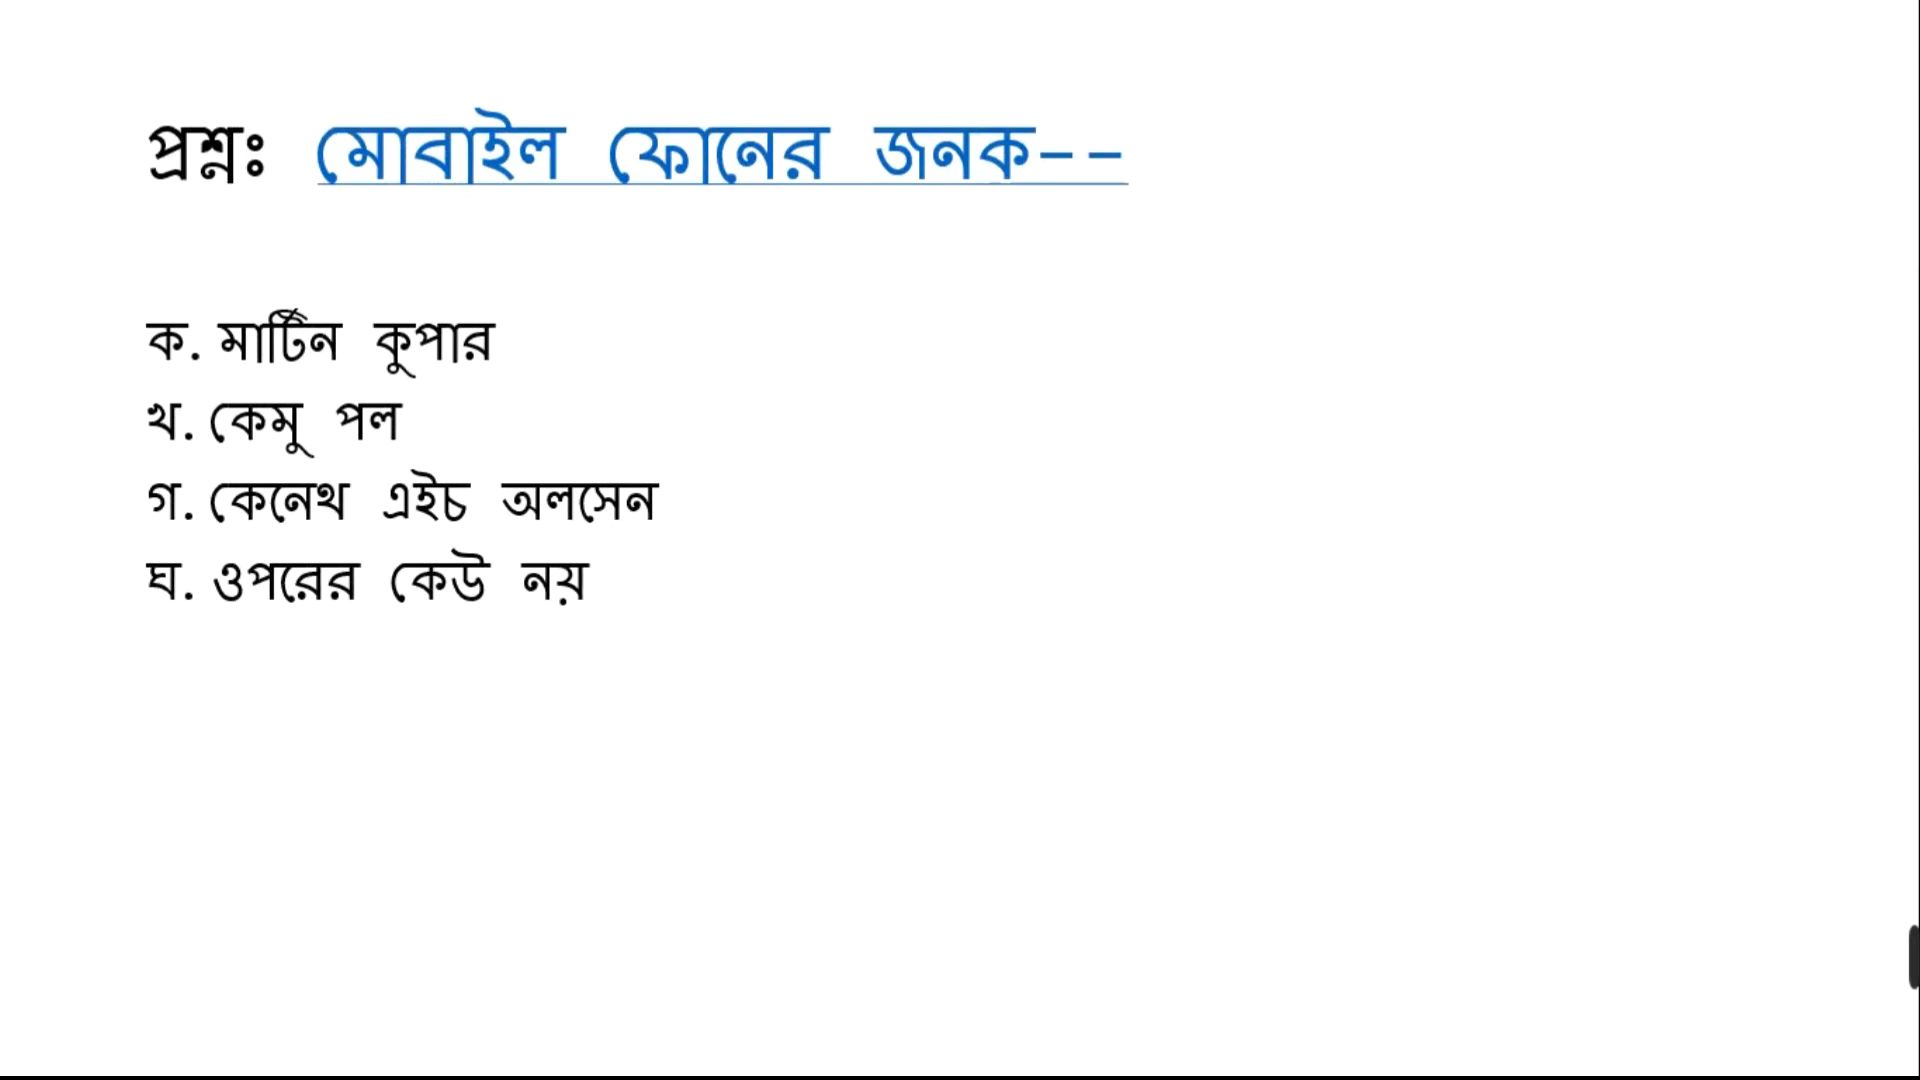 প্রশ্নঃ মোবাইল ফোনের জনক--
ক. মার্টিন কুপার
খ. কেমু পল
গ. কেনেথ এইচ অলসেন
ঘ. ওপরের কেউ নয়